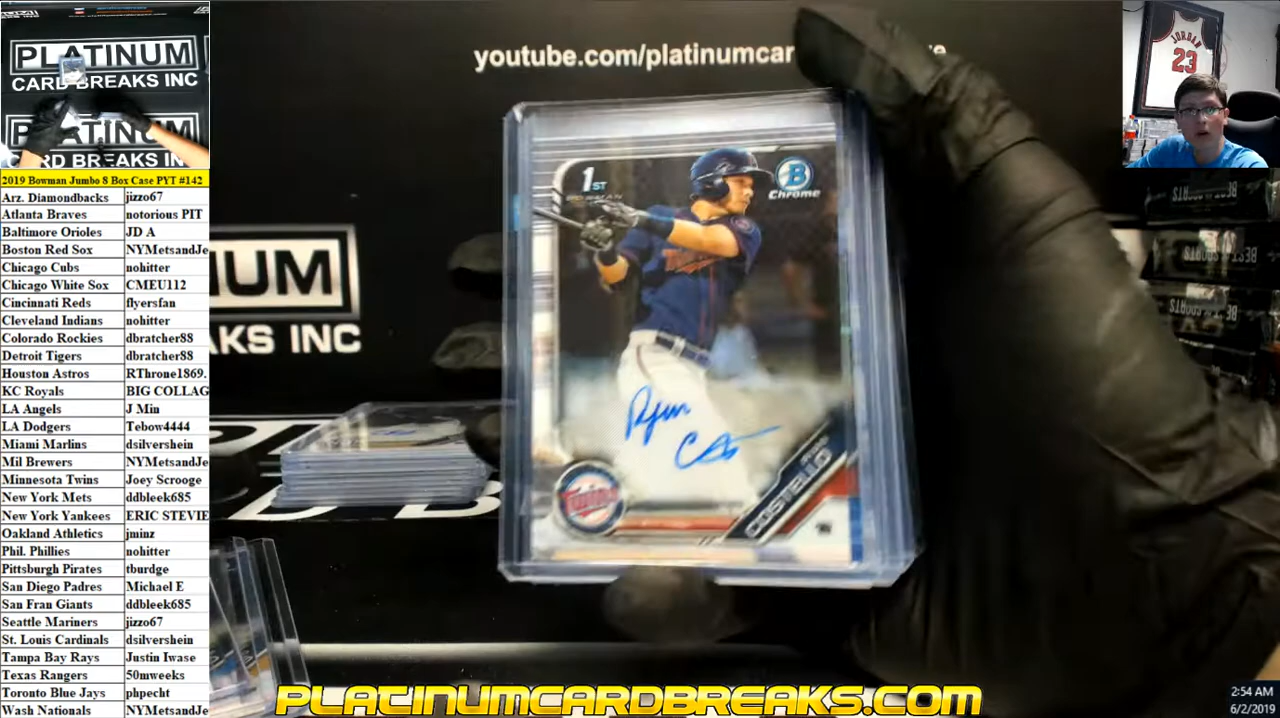 PLATINUM
CARD BREAKS INC
PLATINUM
CARD BREAKS IN
2019 Bowman Jumbo 8 Box Case PYT #142
Arz. Diamondbacks jizzo67
Atlanta Braves notorious PIT
Baltimore Orioles JD A
Boston Red Sox NYMetsandJe
Chicago Cubs nohitter
Chicago White Sox CMEU112
Cincinnati Reds flyersfan
Cleveland Indians nohitter
Colorado Rockies dbratcher88
Detroit Tigers dbratcher88
Houston Astros RThrone1869.
KC Royals BIG COLLAG
LA Angels J Min
LA Dodgers Tebow4444
Miami Marlins dsilvershein
Mil Brewers NYMetsandJe
Minnesota Twins Joey Scrooge
New York Mets ddbleek685
New York Yankees ERIC STEVIE
Oakland Athletics jminz
Phil. Phillies nohitter
Pittsburgh Pirates tburdge
San Diego Padres Michael E
San Fran Giants ddbleek685
Seattle Mariners jizzo67
St. Louis Cardinals dsilvershein
Tampa Bay Rays Justin Iwase
Texas Rangers 50mweeks
Toronto Blue Jays phpecht
Wash Nationals NYMetsandJe
youtube.com/platinumcar
NUM
AKS INC
1ST
BOWMAN
B
Chrome
Twins
COSTELLO
JORDAN
23
PLATINUMCARDBREAKS.COM
2:54 AM
6/2/2019